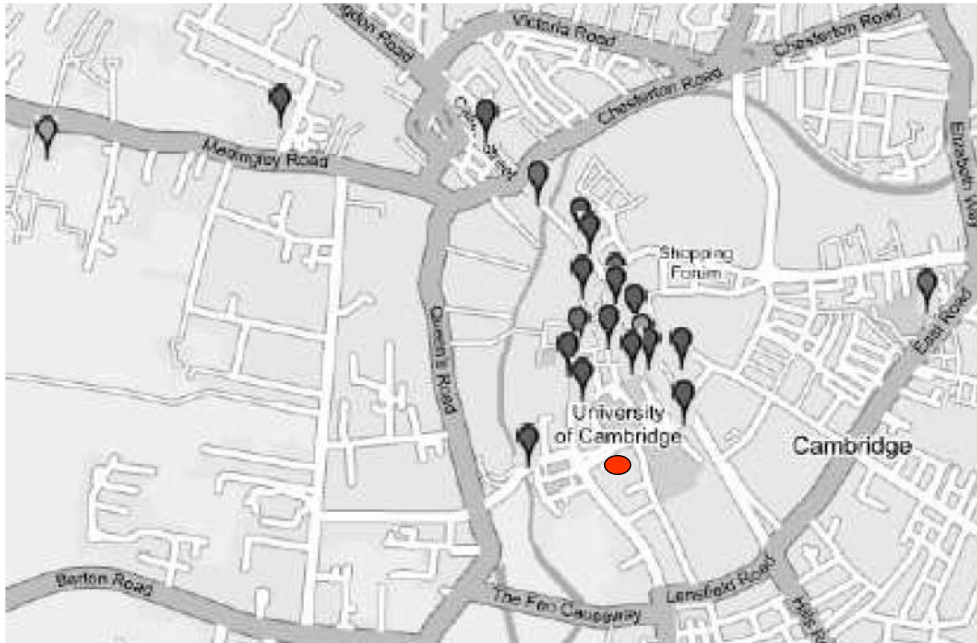 Victoria Road
Chesterton Road
Chesterton Road
Madingley Road
Elizabeth Way
Shopping
Forum
East Road
Queen's Road
University
of Cambridge
Cambridge
Barton Road
The Fen Causeway
Lensfield Road